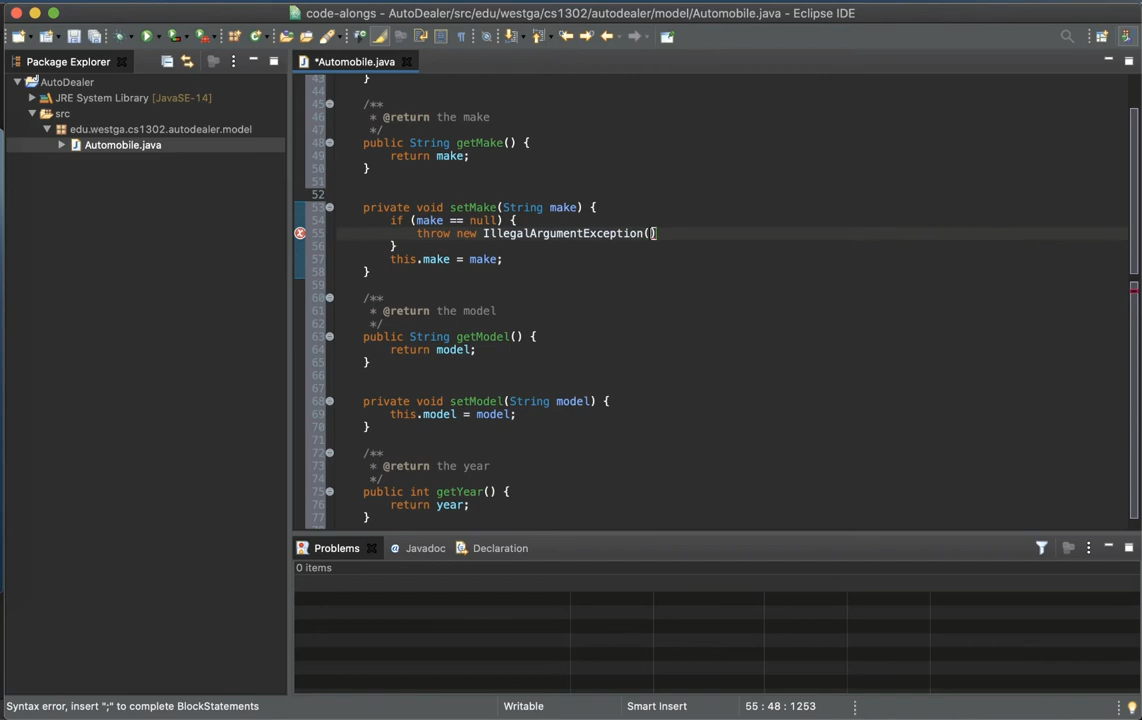 code-alongs - AutoDealer/src/edu/westga/cs1302/autodealer/model/Automobile.java - Eclipse IDE
Package Explorer
AutoDealer
JRE System Library [JavaSE-14]
src
edu.westga.cs1302.autodealer.model
Automobile.java
*Automobile.java
43 }
44
45 /**
46 * @return the make
47 */
48 public String getMake() {
49 return make;
50 }
51
52
53 private void setMake(String make) {
54 if (make == null) {
55 throw new IllegalArgumentException()
56 }
57 this.make = make;
58 }
59
60 /**
61 * @return the model
62 */
63 public String getModel() {
64 return model;
65 }
66
67
68 private void setModel(String model) {
69 this.model = model;
70 }
71
72 /**
73 * @return the year
74 */
75 public int getYear() {
76 return year;
77 }
Problems
Javadoc
Declaration
0 items
Syntax error, insert ";" to complete BlockStatements
Writable
Smart Insert
55 : 48 : 1253